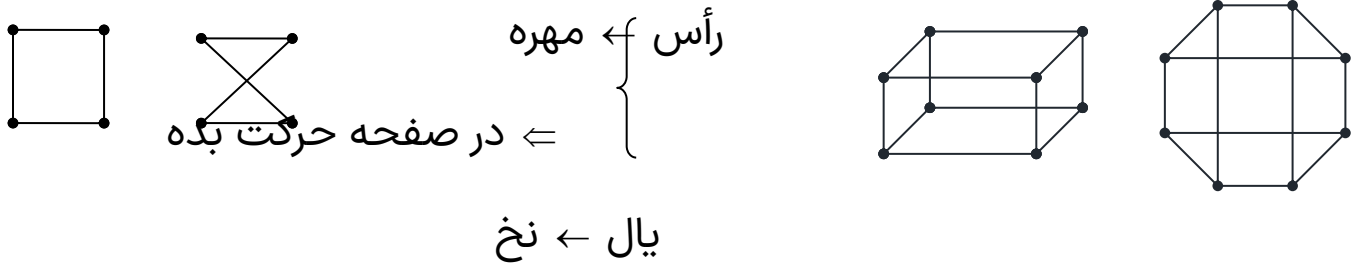 رأس ← مهره
⇐ در صفحه حرکت بده
یال ← نخ